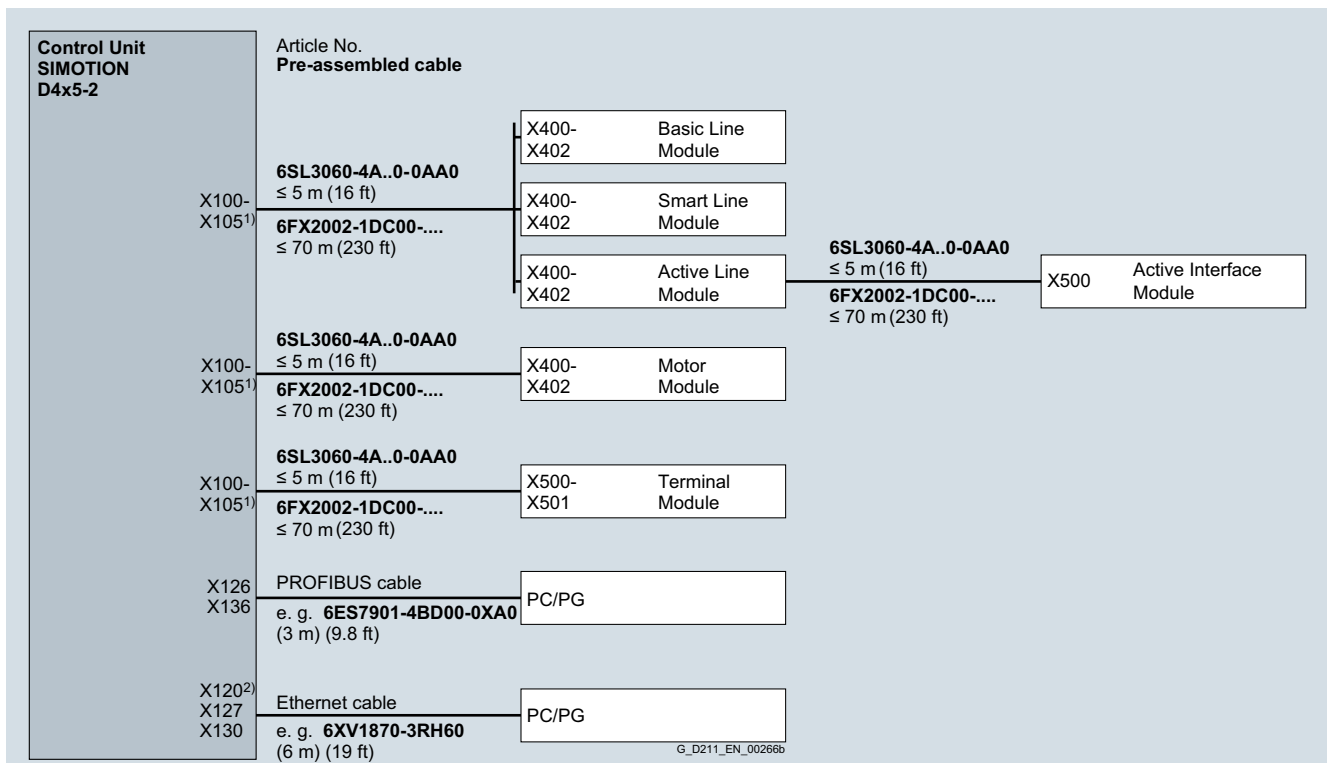 Control Unit
SIMOTION
D4x5-2
Article No.
Pre-assembled cable
X100-
X105¹⁾
6SL3060-4A..0-0AA0
≤ 5 m (16 ft)
6FX2002-1DC00-....
≤ 70 m (230 ft)
X400-
X402
Basic Line
Module
X400-
X402
Smart Line
Module
X400-
X402
Active Line
Module
6SL3060-4A..0-0AA0
≤ 5 m (16 ft)
6FX2002-1DC00-....
≤ 70 m (230 ft)
X500
Active Interface
Module
X100-
X105¹⁾
6SL3060-4A..0-0AA0
≤ 5 m (16 ft)
6FX2002-1DC00-....
≤ 70 m (230 ft)
X400-
X402
Motor
Module
X100-
X105¹⁾
6SL3060-4A..0-0AA0
≤ 5 m (16 ft)
6FX2002-1DC00-....
≤ 70 m (230 ft)
X500-
X501
Terminal
Module
X126
X136
PROFIBUS cable
e. g. 6ES7901-4BD00-0XA0
(3 m) (9.8 ft)
PC/PG
X120²⁾
X127
X130
Ethernet cable
e. g. 6XV1870-3RH60
(6 m) (19 ft)
PC/PG
G_D211_EN_00266b